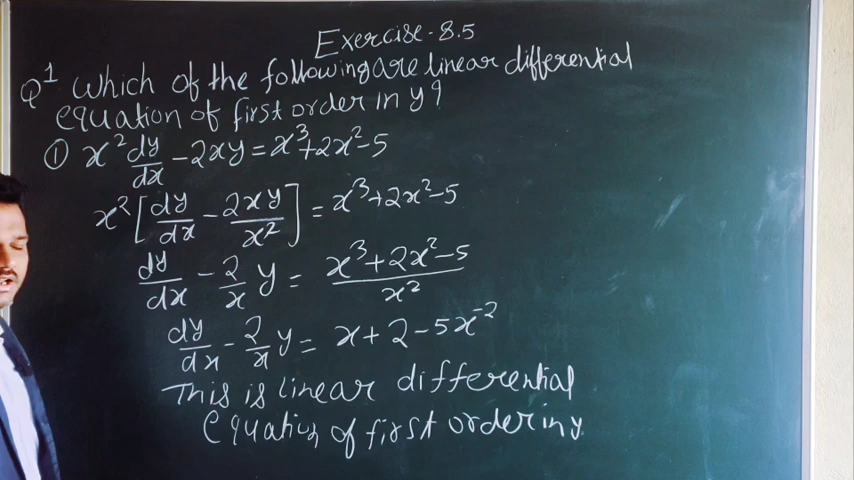 Exercise-8.5
Q1 Which of the following are linear differential
equation of first order in y?
① x² dy/dx - 2xy = x³+2x²-5
x² [dy/dx - 2xy/x²] = x³+2x²-5
dy/dx - 2/x y = x³+2x²-5/x²
dy/dx - 2/x y = x+2-5x⁻²
This is linear differential
equation of first order in y.